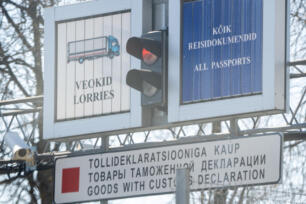 VEOKID
LORRIES
KÕIK
REISIDOKUMENDID
ALL PASSPORTS
TOLLIDEKLARATSIOONIGA KAUP
ТОВАРЫ ТАМОЖЕННОЙ ДЕКЛАРАЦИИ
GOODS WITH CUSTOMS DECLARATION